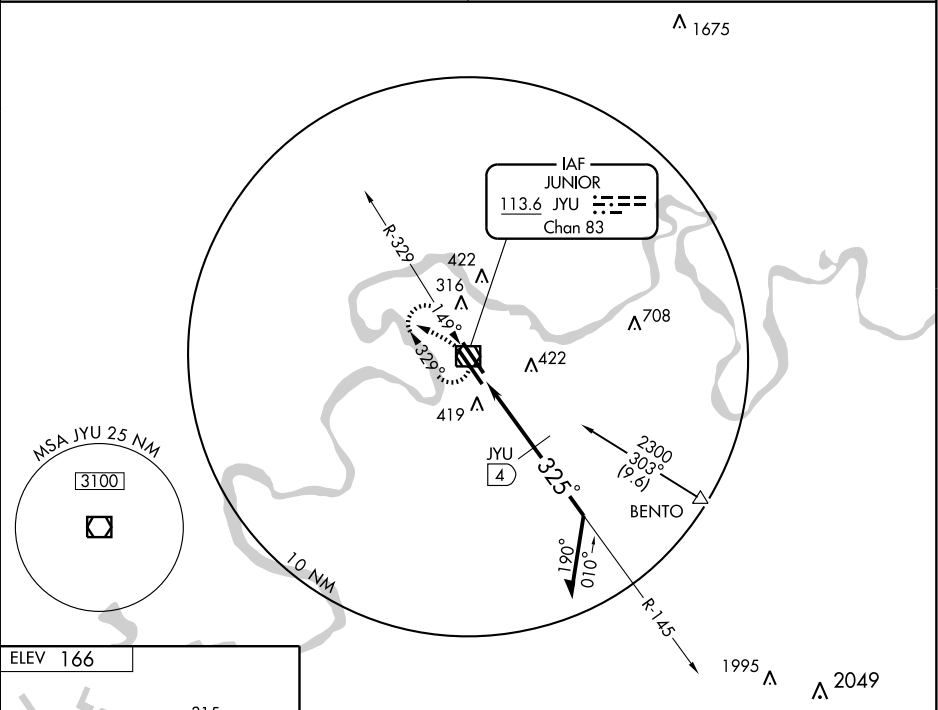 1675
IAF
JUNIOR
113.6 JYU
Chan 83
R-329
422
316
149°
708
329°
422
419
MSA JYU 25 NM
3100
JYU
4
325°
2300
303°
(9.6)
BENTO
190°
010°
10 NM
R-145
ELEV 166
1995
2049